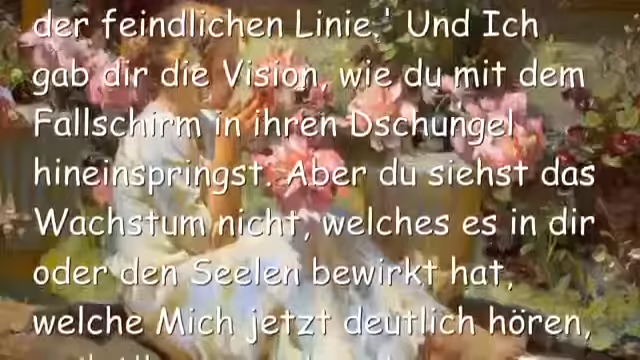 der feindlichen Linie.' Und Ich
gab dir die Vision, wie du mit dem
Fallschirm in ihren Dschungel
hineinspringst. Aber du siehst das
Wachstum nicht, welches es in dir
oder den Seelen bewirkt hat,
welche Mich jetzt deutlich hören,